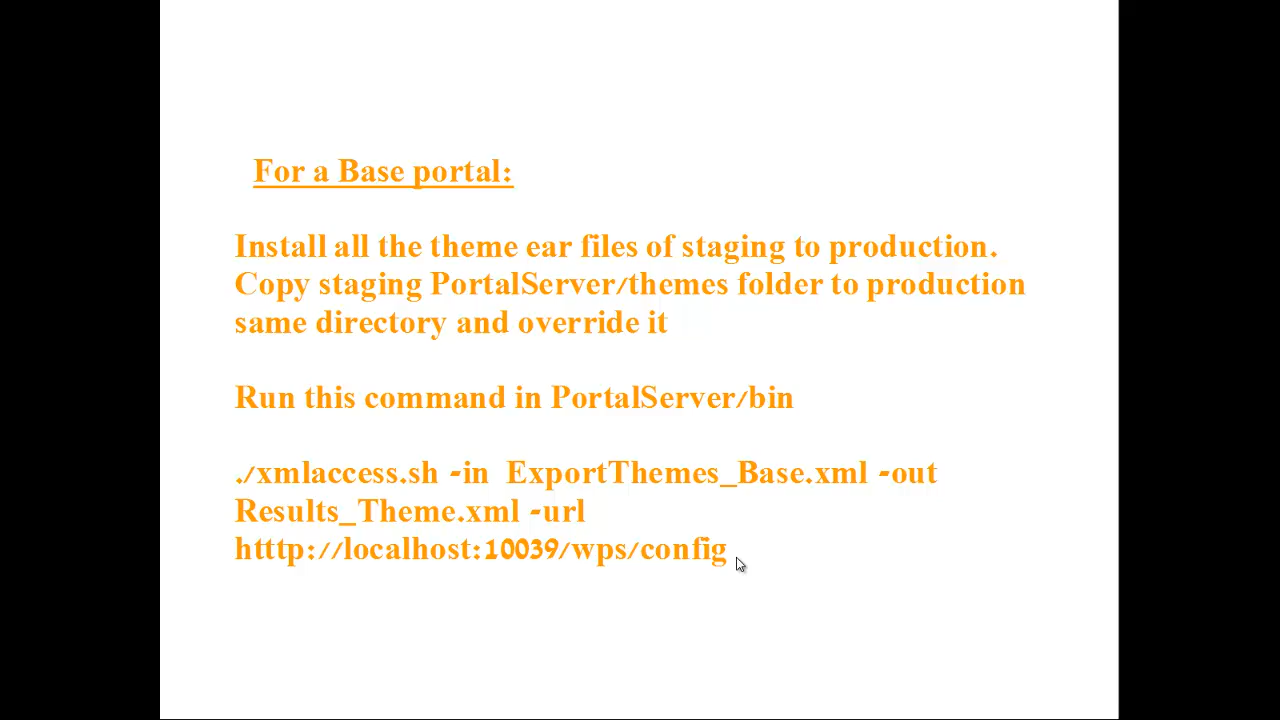 For a Base portal:
Install all the theme ear files of staging to production.
Copy staging PortalServer/themes folder to production
same directory and override it
Run this command in PortalServer/bin
./xmlaccess.sh -in  ExportThemes_Base.xml -out
Results_Theme.xml -url
htttp://localhost:10039/wps/config